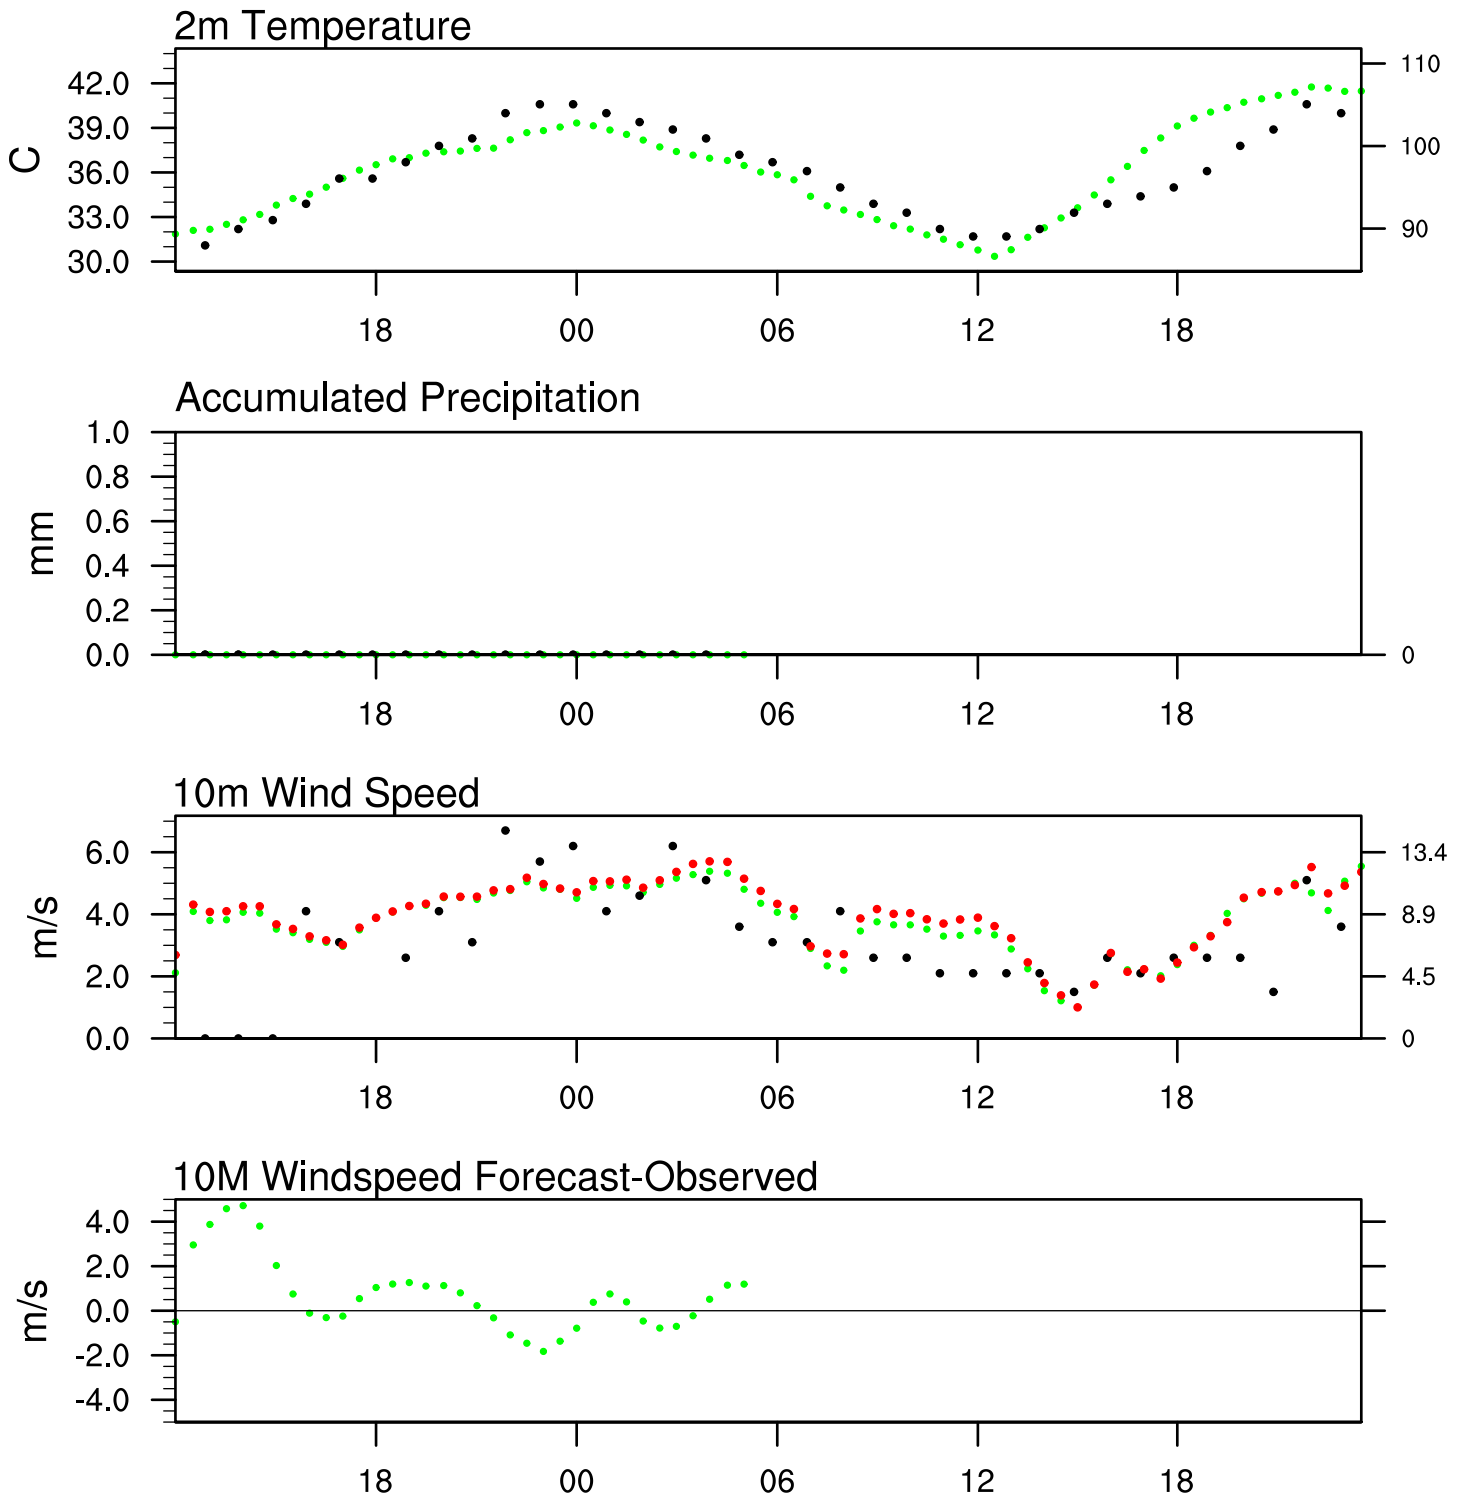 2m Temperature
42.0
39.0
36.0
33.0
30.0
C
110
100
90
18 00 06 12 18
Accumulated Precipitation
1.0
0.8
0.6
0.4
0.2
0.0
mm
0
18 00 06 12 18
10m Wind Speed
6.0
4.0
2.0
0.0
m/s
13.4
8.9
4.5
0
18 00 06 12 18
10M Windspeed Forecast-Observed
4.0
2.0
0.0
-2.0
-4.0
m/s
18 00 06 12 18